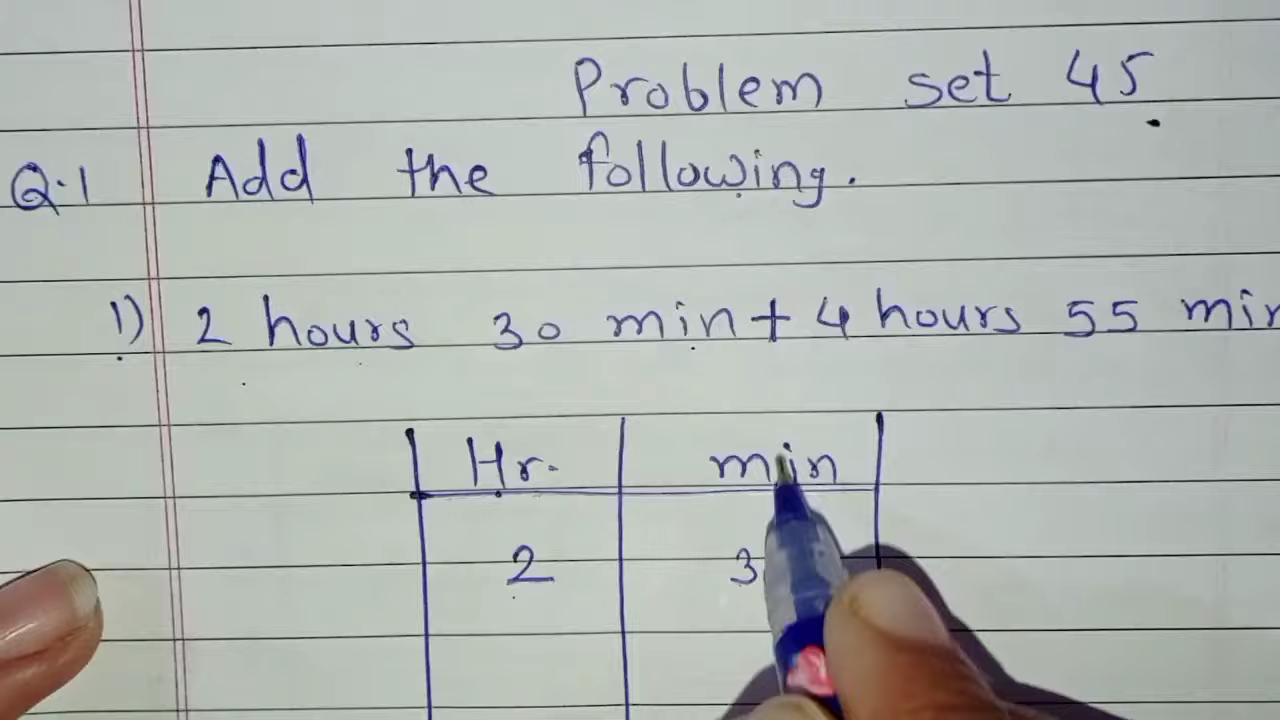 Problem set 45
Q.1 Add the following.
1) 2 hours 30 min + 4 hours 55 min
Hr. min
2 3